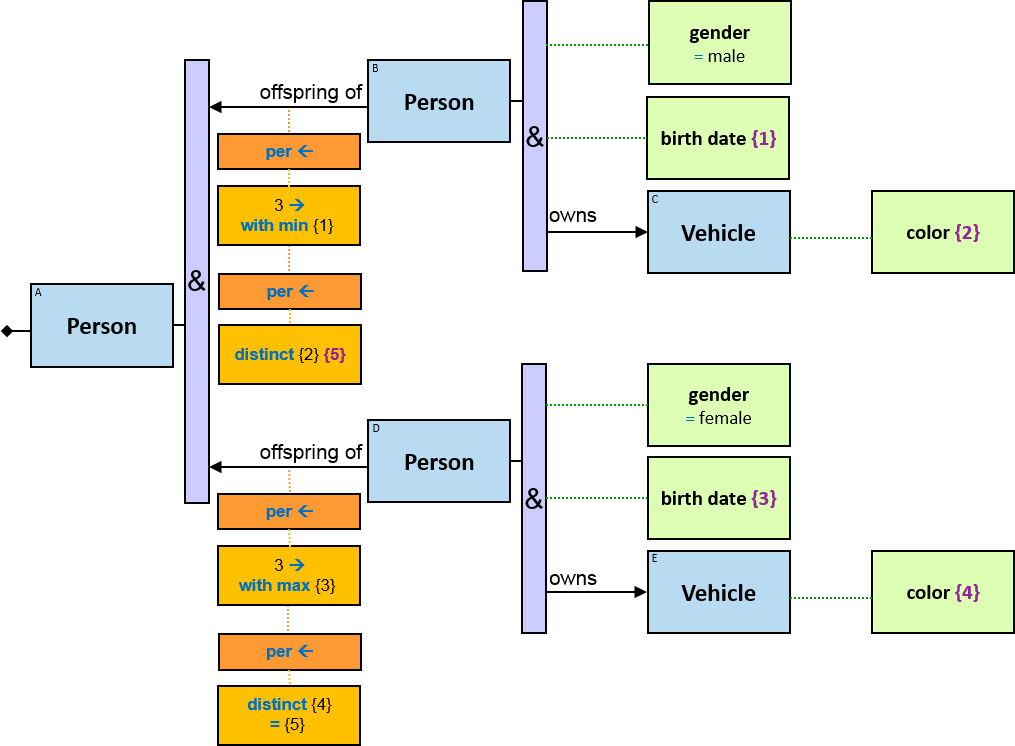 A
Person
&
offspring of
per ←
3 →
with min {1}
per ←
distinct {2} {5}
B
Person
&
gender
= male
birth date {1}
owns
C
Vehicle
color {2}
offspring of
per ←
3 →
with max {3}
per ←
distinct {4}
= {5}
D
Person
&
gender
= female
birth date {3}
owns
E
Vehicle
color {4}